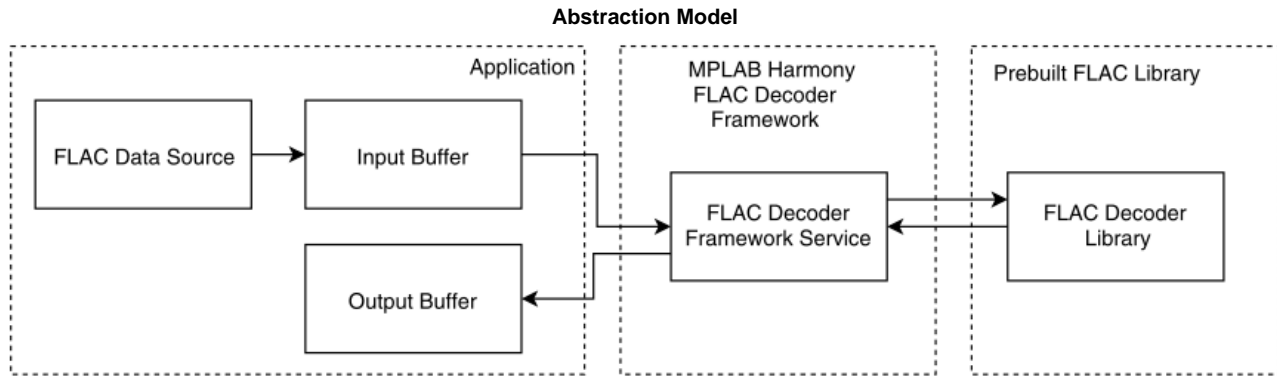 Abstraction Model
Application
FLAC Data Source
Input Buffer
Output Buffer
MPLAB Harmony
FLAC Decoder
Framework
FLAC Decoder
Framework Service
Prebuilt FLAC Library
FLAC Decoder
Library